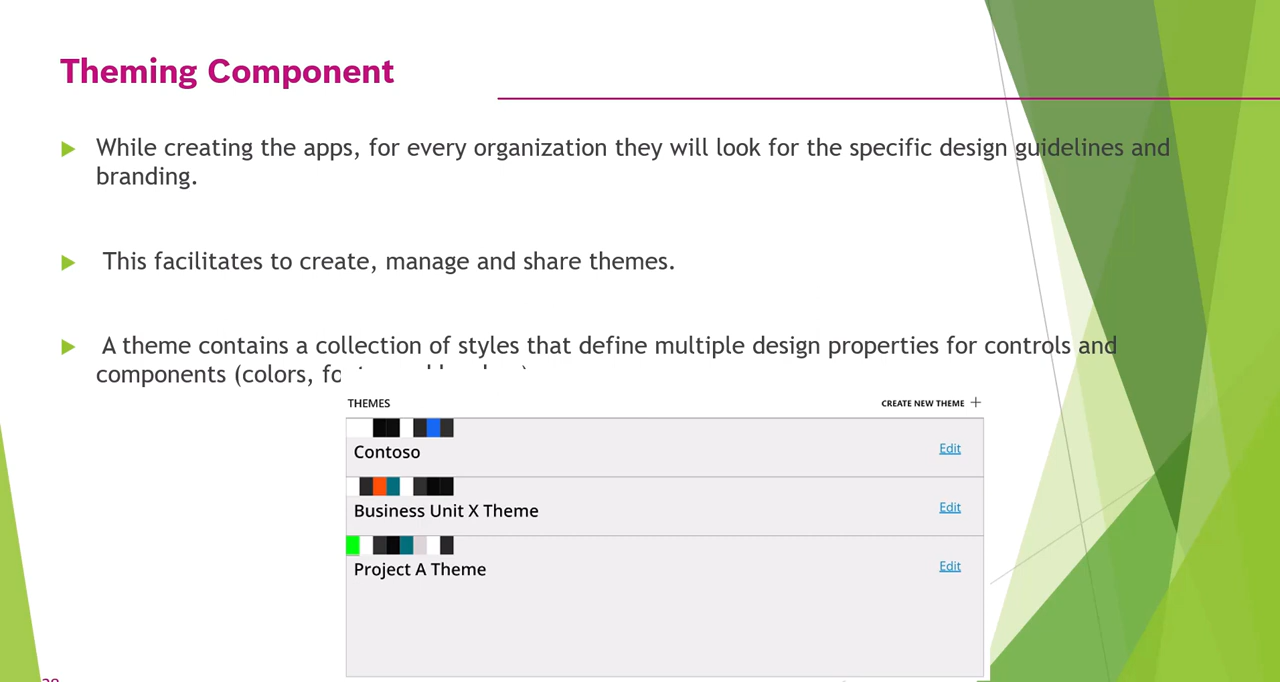 Theming Component
While creating the apps, for every organization they will look for the specific design guidelines and
branding.
This facilitates to create, manage and share themes.
A theme contains a collection of styles that define multiple design properties for controls and
components (colors,
THEMES
CREATE NEW THEME +
Contoso
Edit
Business Unit X Theme
Edit
Project A Theme
Edit